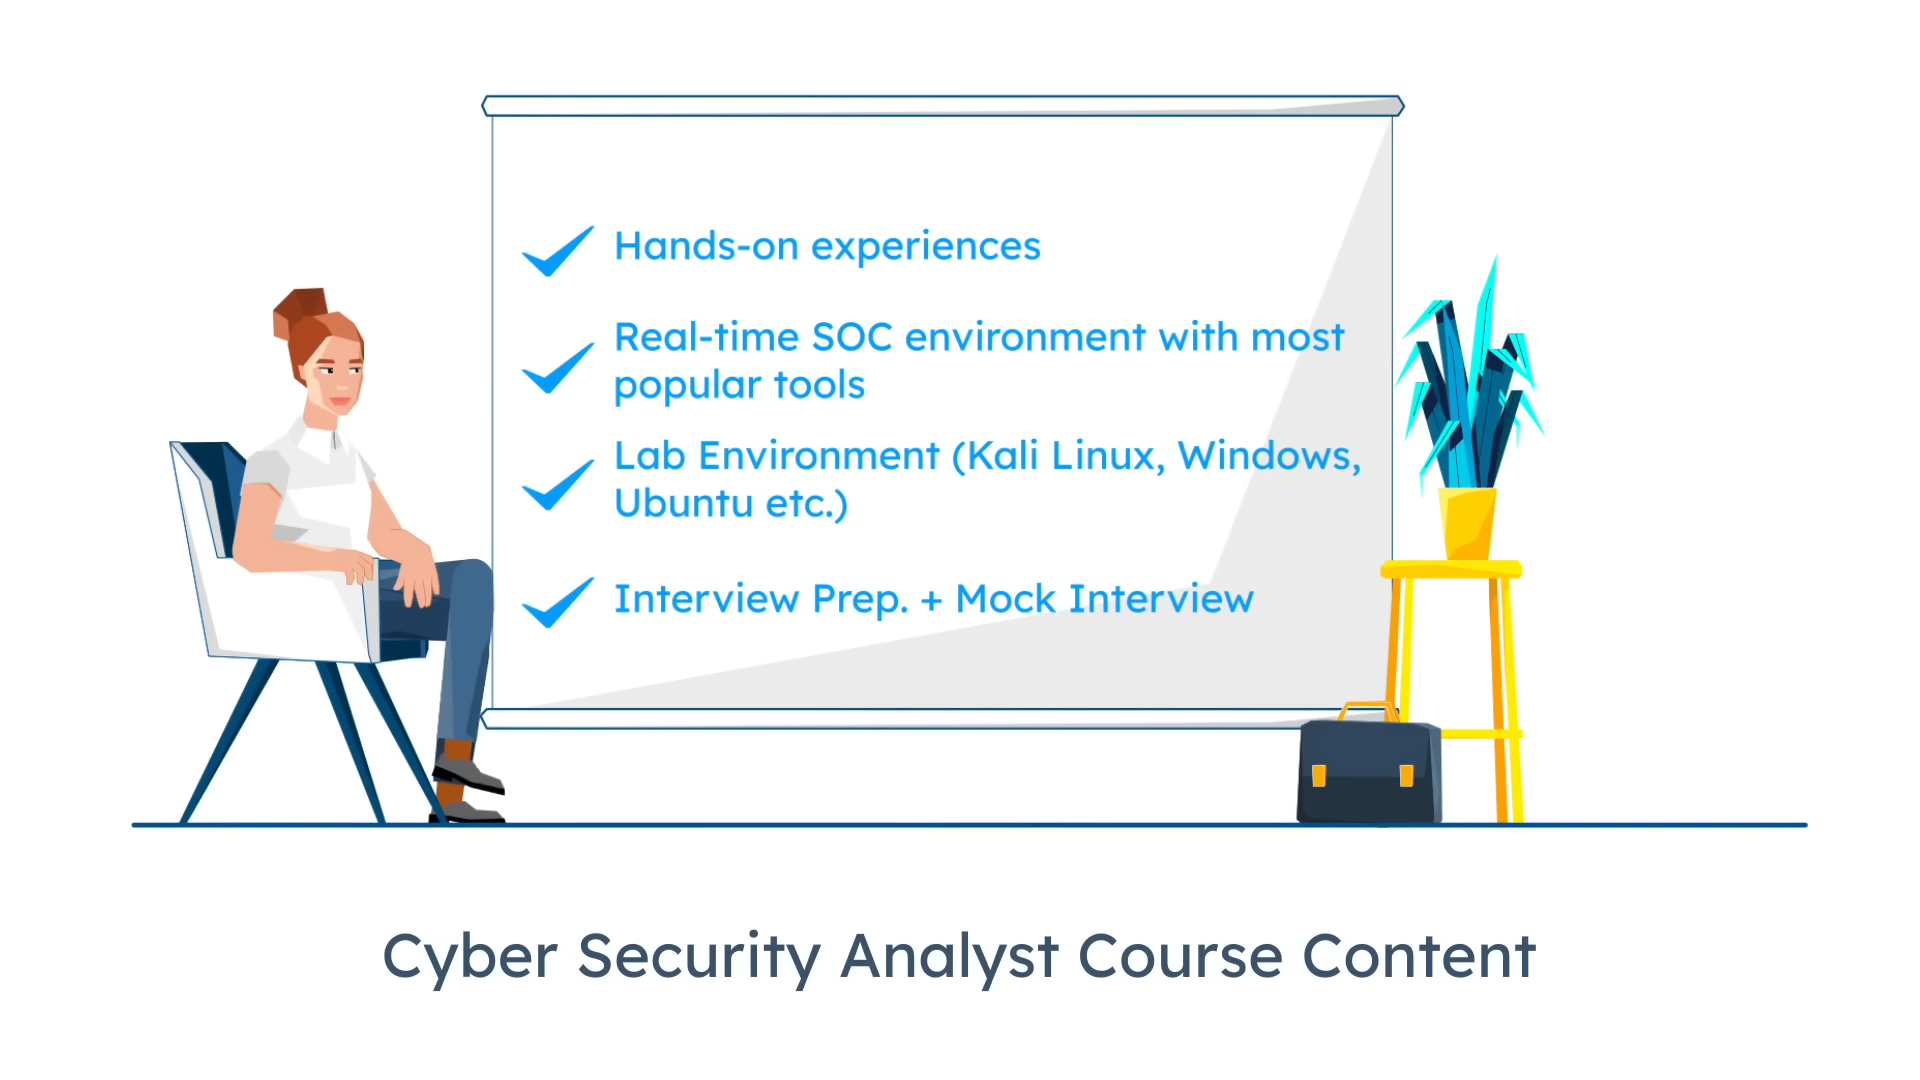 Hands-on experiences
Real-time SOC environment with most
popular tools
Lab Environment (Kali Linux, Windows,
Ubuntu etc.)
Interview Prep. + Mock Interview
Cyber Security Analyst Course Content